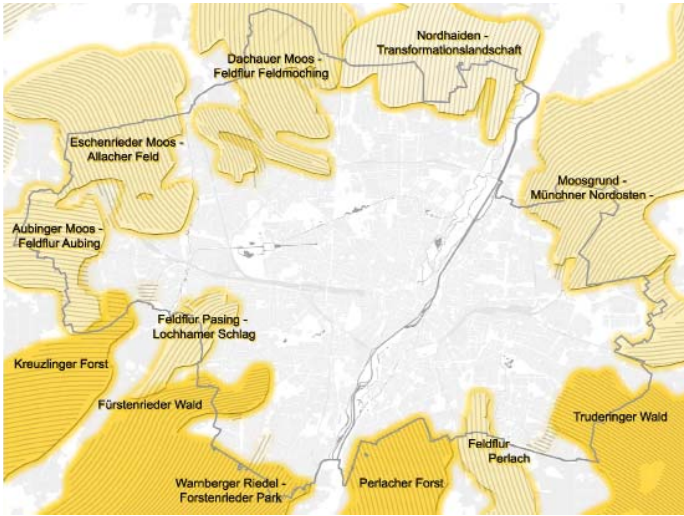 Nordhaiden -
Transformationslandschaft
Dachauer Moos -
Feldflur Feldmoching
Eschenrieder Moos -
Allacher Feld
Moosgrund -
Münchner Nordosten -
Aubinger Moos -
Feldflur Aubing
Feldflur Pasing -
Lochhamer Schlag
Kreuzlinger Forst
Fürstenrieder Wald
Truderinger Wald
Feldflur
Perlach
Warnberger Riedel -
Forstenrieder Park
Perlacher Forst